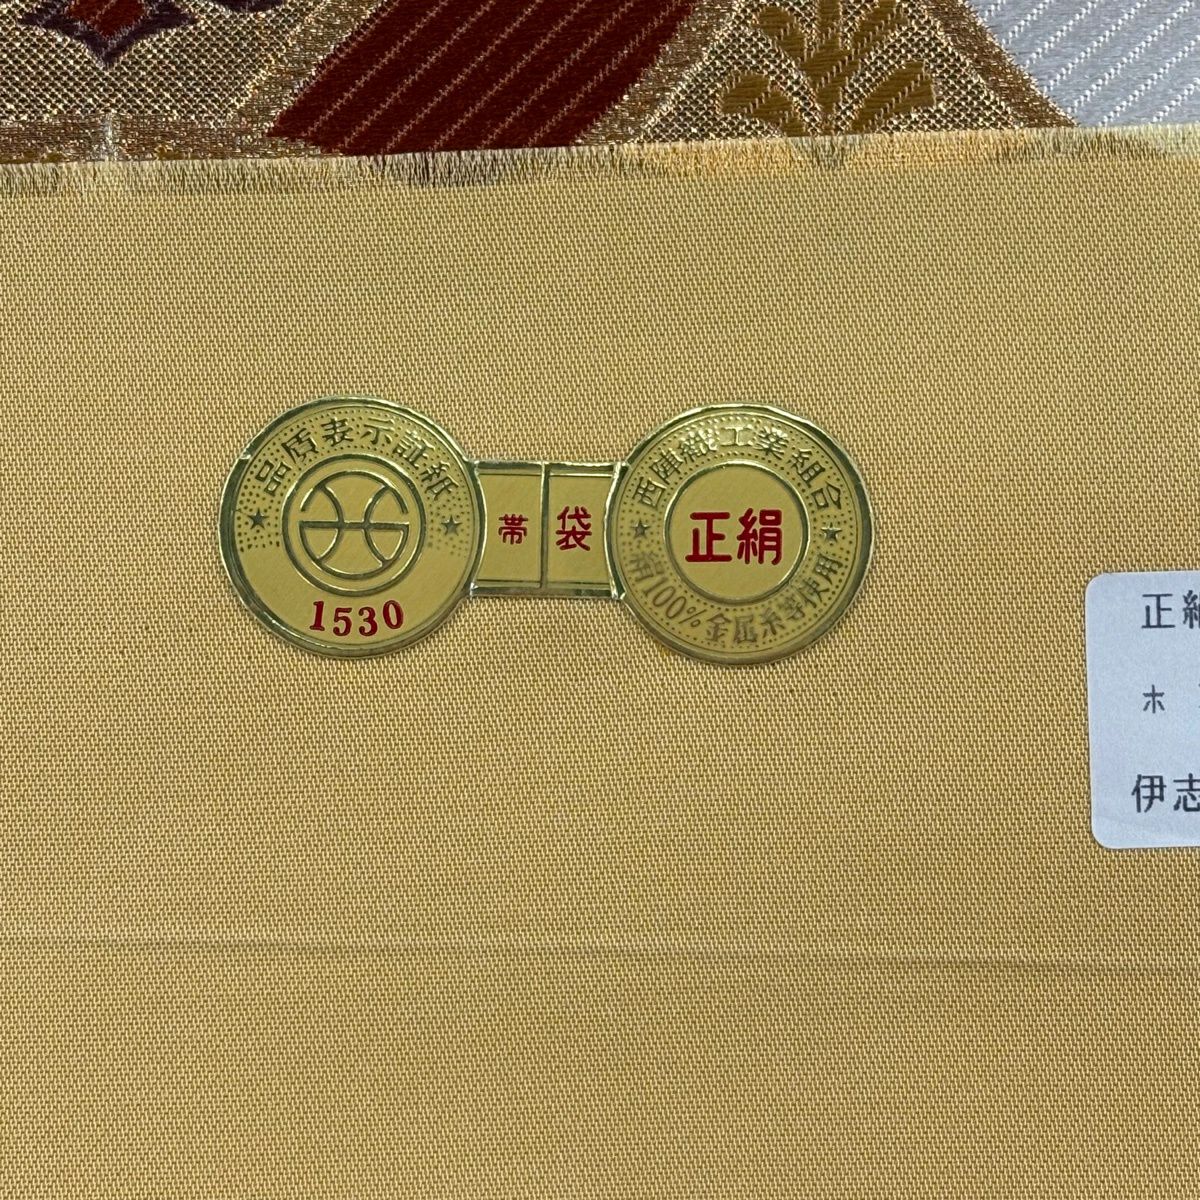 品質表示証紙
1530
帯 袋
西陣織工業組合
正絹
絹100%金属糸等使用
正絹
ホ
伊志